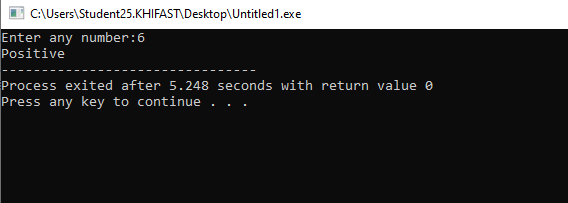 C:\Users\Student25.KHIFAST\Desktop\Untitled1.exe
Enter any number:6
Positive
--------------------------------
Process exited after 5.248 seconds with return value 0
Press any key to continue . . .